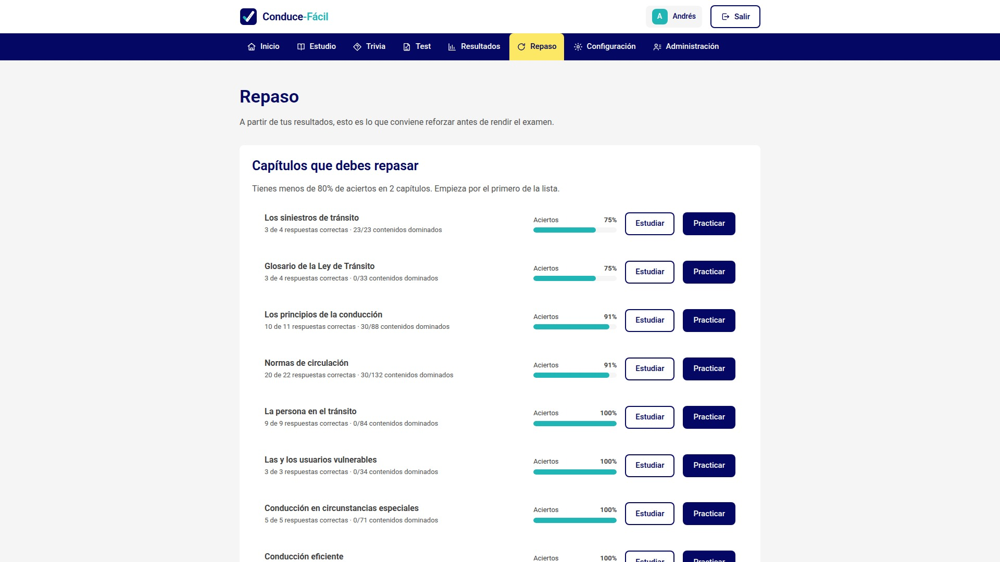 Conduce-Fácil
A
Andrés
Salir
Inicio
Estudio
Trivia
Test
Resultados
Repaso
Configuración
Administración
Repaso
A partir de tus resultados, esto es lo que conviene reforzar antes de rendir el examen.
Capítulos que debes repasar
Tienes menos de 80% de aciertos en 2 capítulos. Empieza por el primero de la lista.
Los siniestros de tránsito
3 de 4 respuestas correctas · 23/23 contenidos dominados
Aciertos 75%
Estudiar
Practicar
Glosario de la Ley de Tránsito
3 de 4 respuestas correctas · 0/33 contenidos dominados
Aciertos 75%
Estudiar
Practicar
Los principios de la conducción
10 de 11 respuestas correctas · 30/88 contenidos dominados
Aciertos 91%
Estudiar
Practicar
Normas de circulación
20 de 22 respuestas correctas · 30/132 contenidos dominados
Aciertos 91%
Estudiar
Practicar
La persona en el tránsito
9 de 9 respuestas correctas · 0/84 contenidos dominados
Aciertos 100%
Estudiar
Practicar
Las y los usuarios vulnerables
3 de 3 respuestas correctas · 0/34 contenidos dominados
Aciertos 100%
Estudiar
Practicar
Conducción en circunstancias especiales
5 de 5 respuestas correctas · 0/71 contenidos dominados
Aciertos 100%
Estudiar
Practicar
Conducción eficiente
Aciertos 100%
Estudiar
Practicar